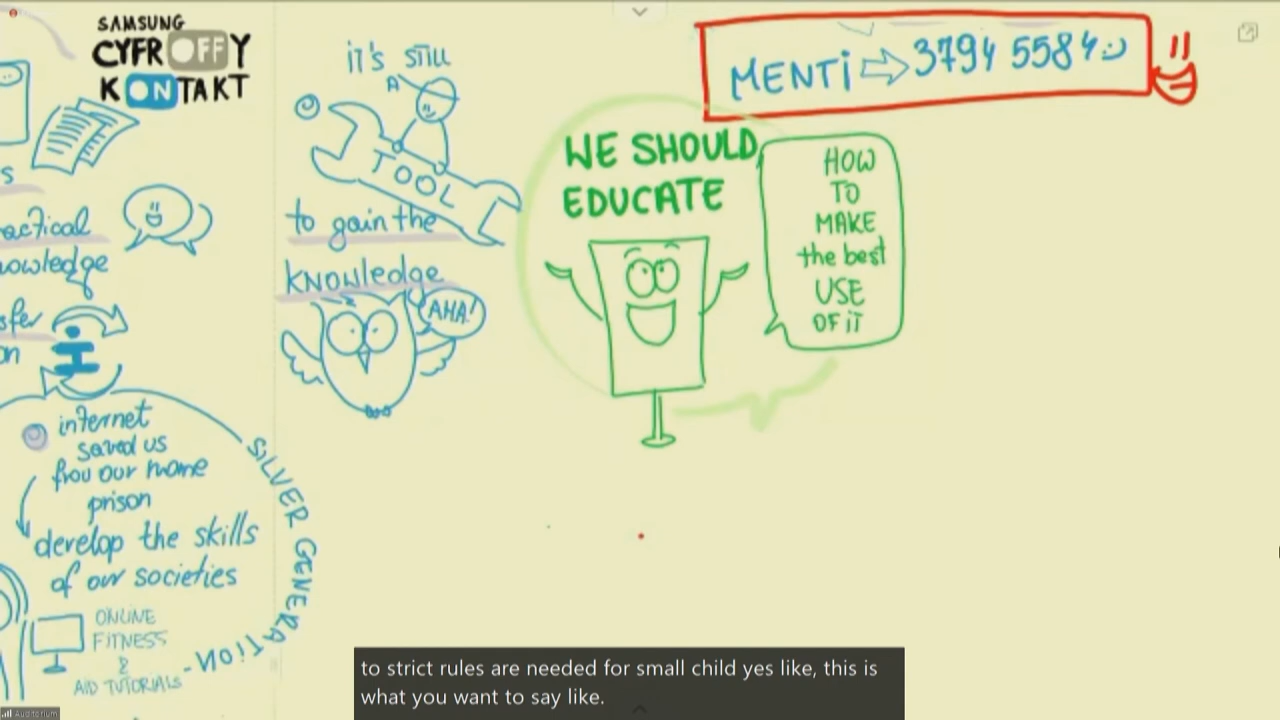 SAMSUNG
CYFROFFY
KONTAKT
s
actical
nowledge
sfer
on
i
internet
saved us
frou our home
prison
develop the skills
of our societies
ONLINE
FITNESS
&
AID TUTORIALS
SILVER GENERATION
iT'S STiLL
A
TOOL
to gain the
KNOWledge
AHA!
WE SHOULD
EDUCATE
HOW
TO
MAKE
the best
USE
OF iT
MENTi 3794 5584
to strict rules are needed for small child yes like, this is
what you want to say like.
Auditorium